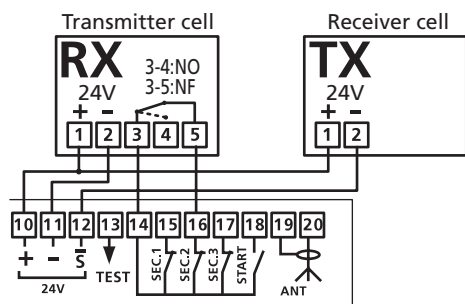 Transmitter cell
Receiver cell
RX
3-4:NO
3-5:NF
24V
+ −
1 2 3 4 5
TX
24V
+ −
1 2
10 11 12 13 14 15 16 17 18 19 20
+ − S̅
24V
TEST
SEC.1
SEC.2
SEC.3
START
ANT